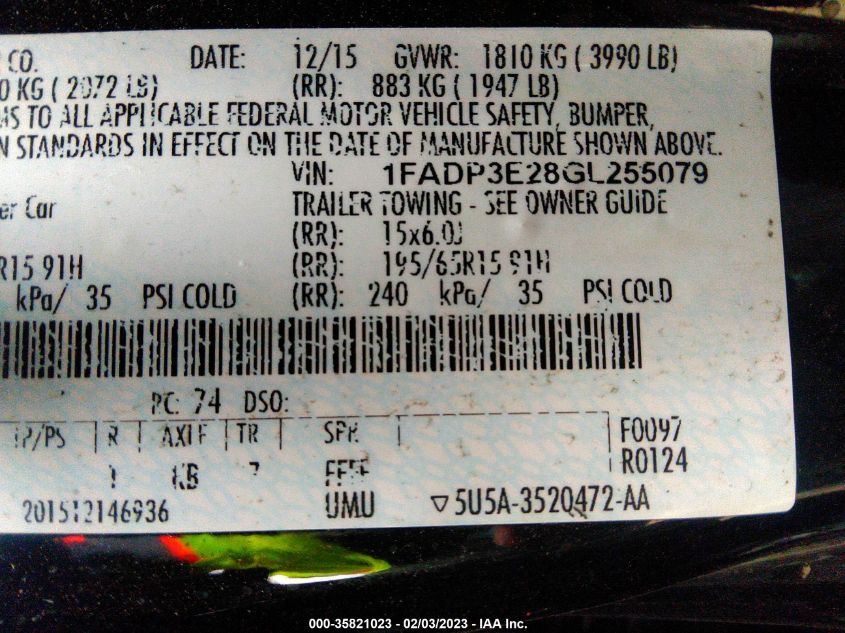 CO. DATE: 12/15 GVWR: 1810 KG ( 3990 LB)
0 KG ( 2072 LB) (RR): 883 KG ( 1947 LB)
MS TO ALL APPLICABLE FEDERAL MOTOR VEHICLE SAFETY, BUMPER,
N STANDARDS IN EFFECT ON THE DATE OF MANUFACTURE SHOWN ABOVE.
VIN: 1FADP3E28GL255079
er Car TRAILER TOWING - SEE OWNER GUIDE
(RR): 15x6.0J
R15 91H (RR): 195/65R15 91H
kPa/ 35 PSI COLD (RR): 240 kPa/ 35 PSI COLD
PC: 74 DSO:
IP/PS R AXLE TR SPR F0097
KB R0124
201512146936 UMU ▽5U5A-3520472-AA
000-35821023 - 02/03/2023 - IAA Inc.